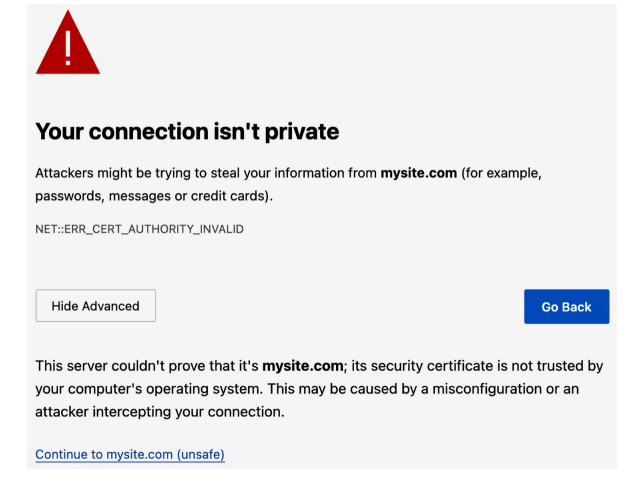 !
Your connection isn't private
Attackers might be trying to steal your information from mysite.com (for example,
passwords, messages or credit cards).
NET::ERR_CERT_AUTHORITY_INVALID
Hide Advanced
Go Back
This server couldn't prove that it's mysite.com; its security certificate is not trusted by
your computer's operating system. This may be caused by a misconfiguration or an
attacker intercepting your connection.
Continue to mysite.com (unsafe)